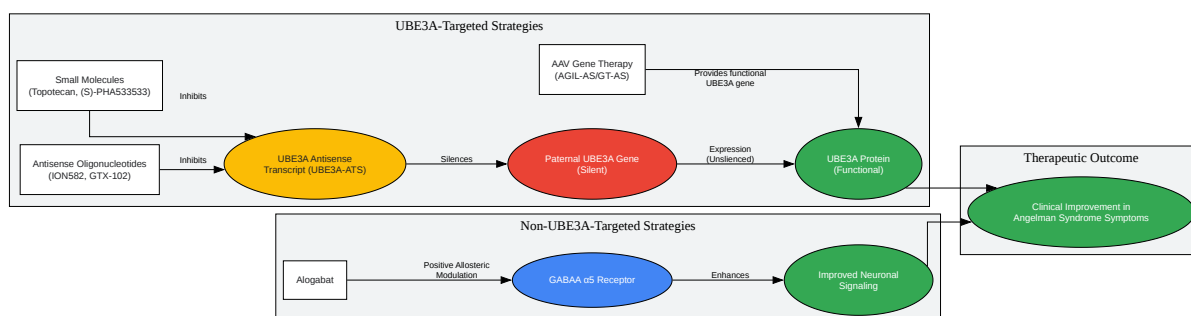 UBE3A-Targeted Strategies
Small Molecules
(Topotecan, (S)-PHA533533)
Inhibits
Antisense Oligonucleotides
(ION582, GTX-102)
Inhibits
UBE3A Antisense
Transcript (UBE3A-ATS)
Silences
Paternal UBE3A Gene
(Silent)
AAV Gene Therapy
(AGIL-AS/GT-AS)
Provides functional
UBE3A gene
Expression
(Unsilenced)
UBE3A Protein
(Functional)
Therapeutic Outcome
Clinical Improvement in
Angelman Syndrome Symptoms
Non-UBE3A-Targeted Strategies
Alogabat
Positive Allosteric
Modulation
GABAA α5 Receptor
Enhances
Improved Neuronal
Signaling